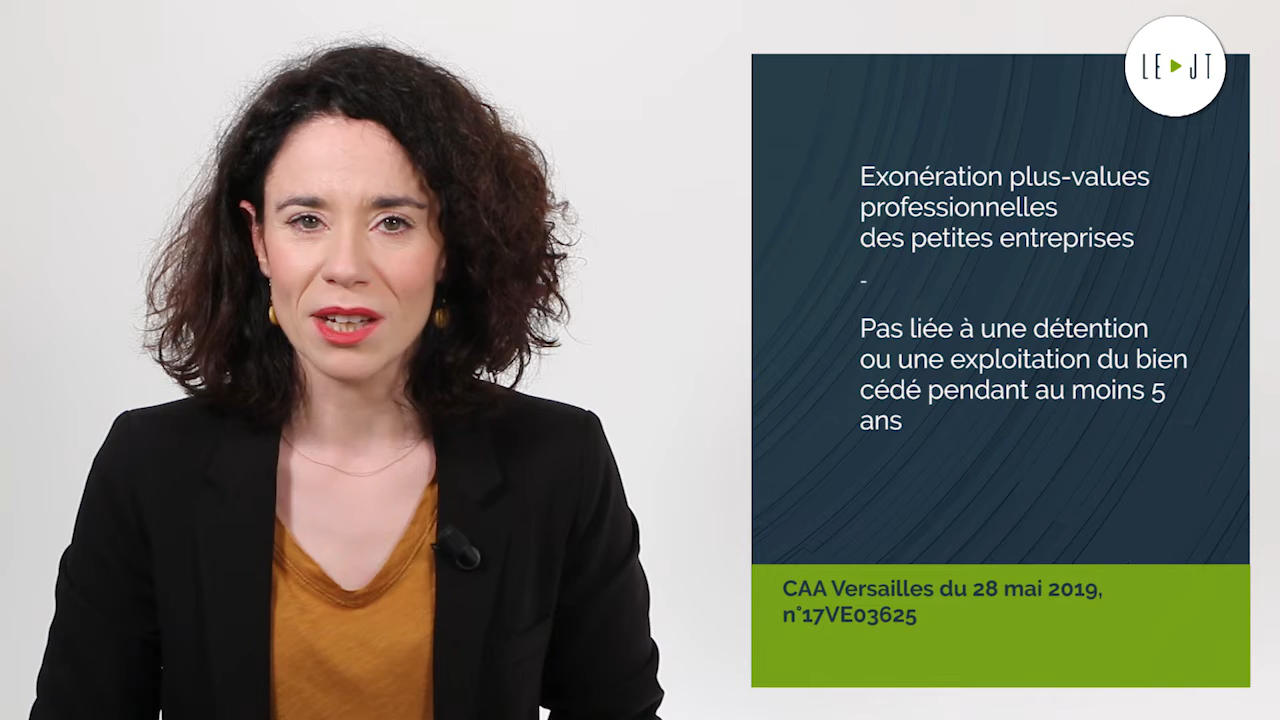 LE JT
Exonération plus-values
professionnelles
des petites entreprises
-
Pas liée à une détention
ou une exploitation du bien
cédé pendant au moins 5
ans
CAA Versailles du 28 mai 2019,
n°17VE03625